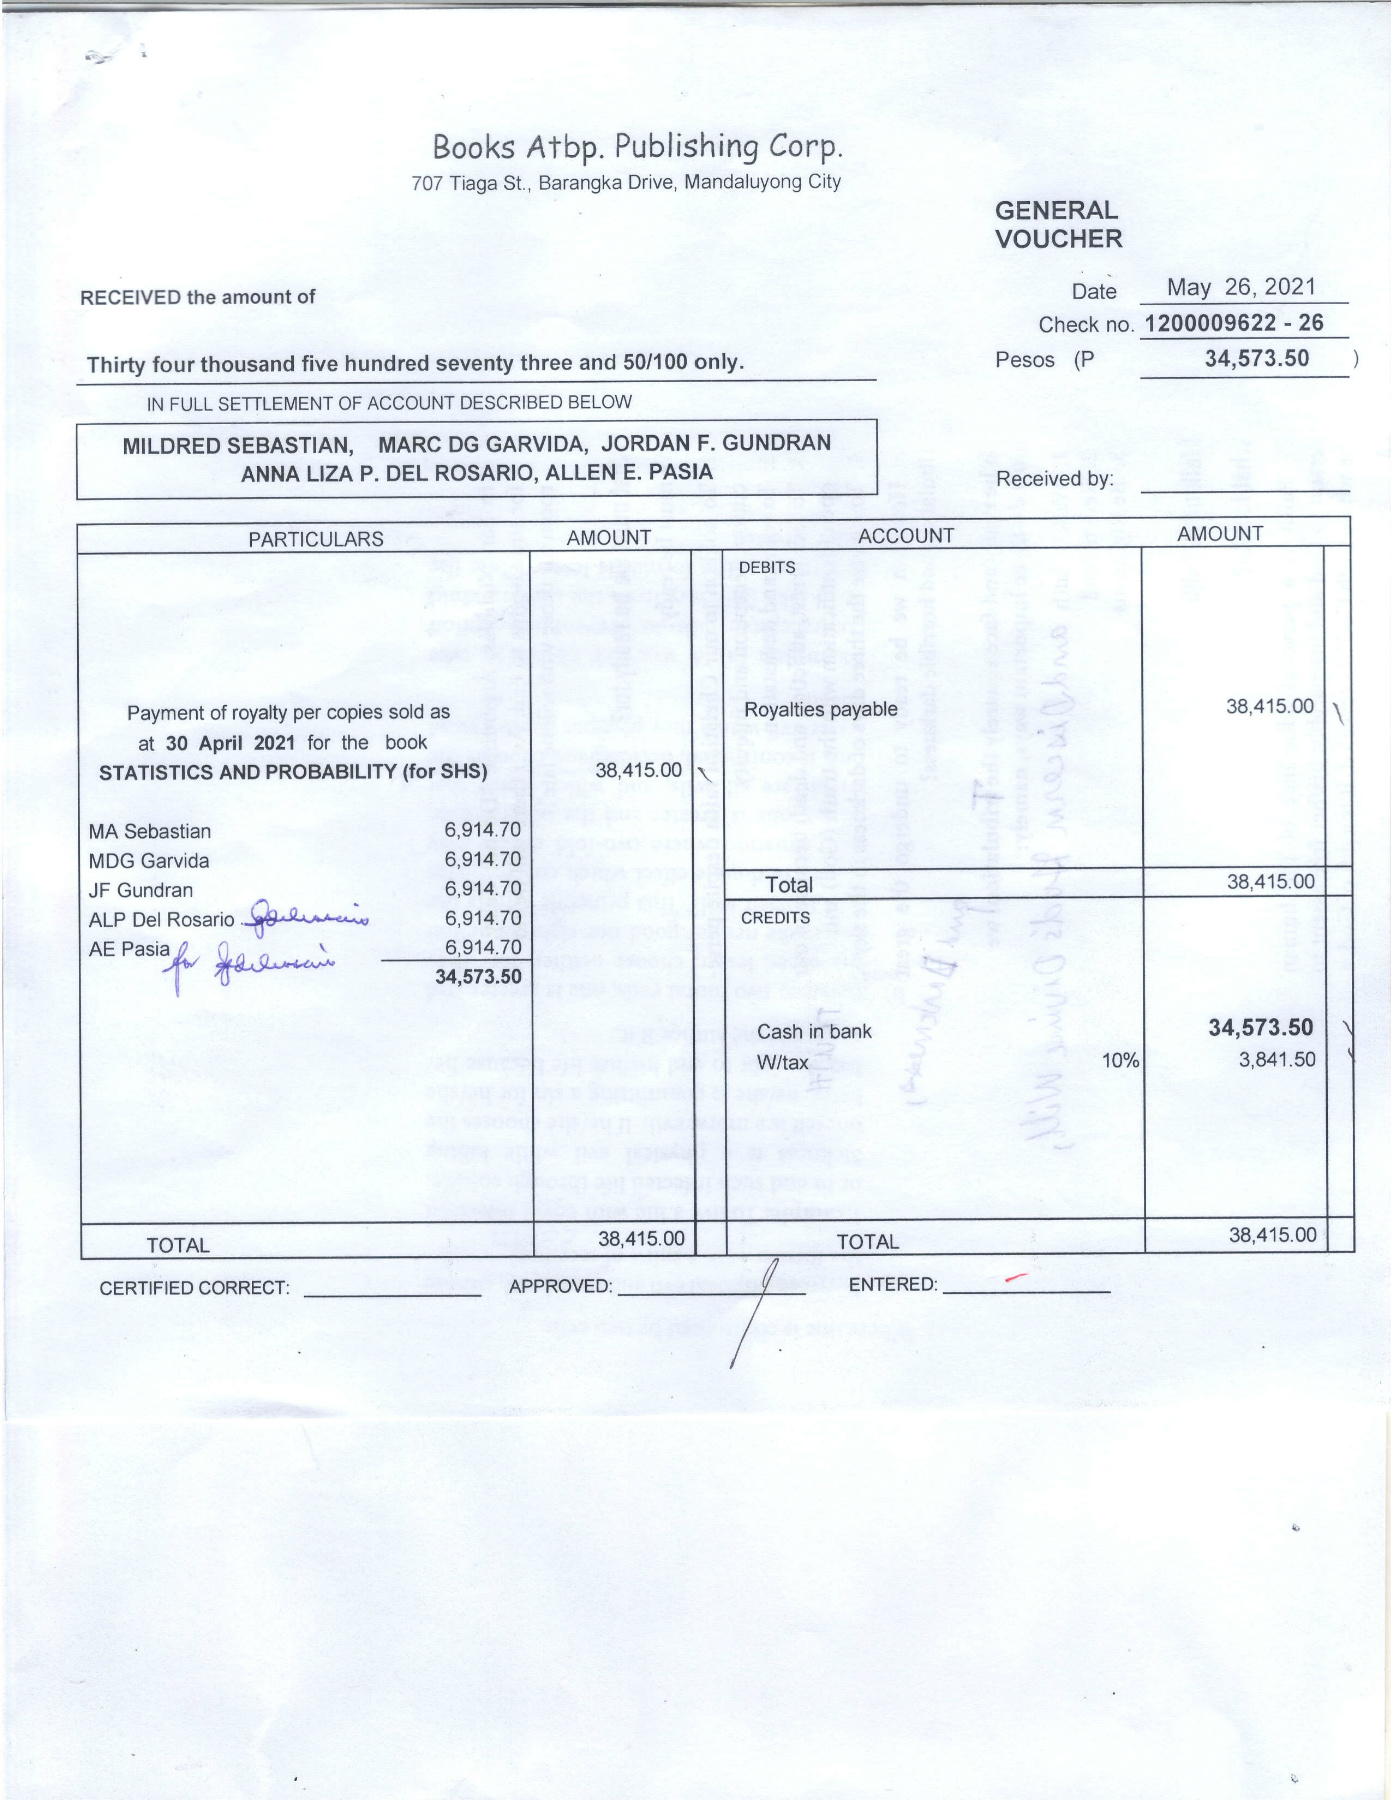 Books Atbp. Publishing Corp.
707 Tiaga St., Barangka Drive, Mandaluyong City
GENERAL
VOUCHER
RECEIVED the amount of
Date May 26, 2021
Check no. 1200009622 - 26
Thirty four thousand five hundred seventy three and 50/100 only.
Pesos (P 34,573.50 )
IN FULL SETTLEMENT OF ACCOUNT DESCRIBED BELOW
MILDRED SEBASTIAN, MARC DG GARVIDA, JORDAN F. GUNDRAN
ANNA LIZA P. DEL ROSARIO, ALLEN E. PASIA
Received by:
PARTICULARS AMOUNT ACCOUNT AMOUNT
DEBITS
Payment of royalty per copies sold as Royalties payable 38,415.00
at 30 April 2021 for the book
STATISTICS AND PROBABILITY (for SHS) 38,415.00
MA Sebastian 6,914.70
MDG Garvida 6,914.70
JF Gundran 6,914.70 Total 38,415.00
ALP Del Rosario 6,914.70 CREDITS
AE Pasia for 6,914.70
34,573.50
Cash in bank 34,573.50
W/tax 10% 3,841.50
TOTAL 38,415.00 TOTAL 38,415.00
CERTIFIED CORRECT: APPROVED: ENTERED: